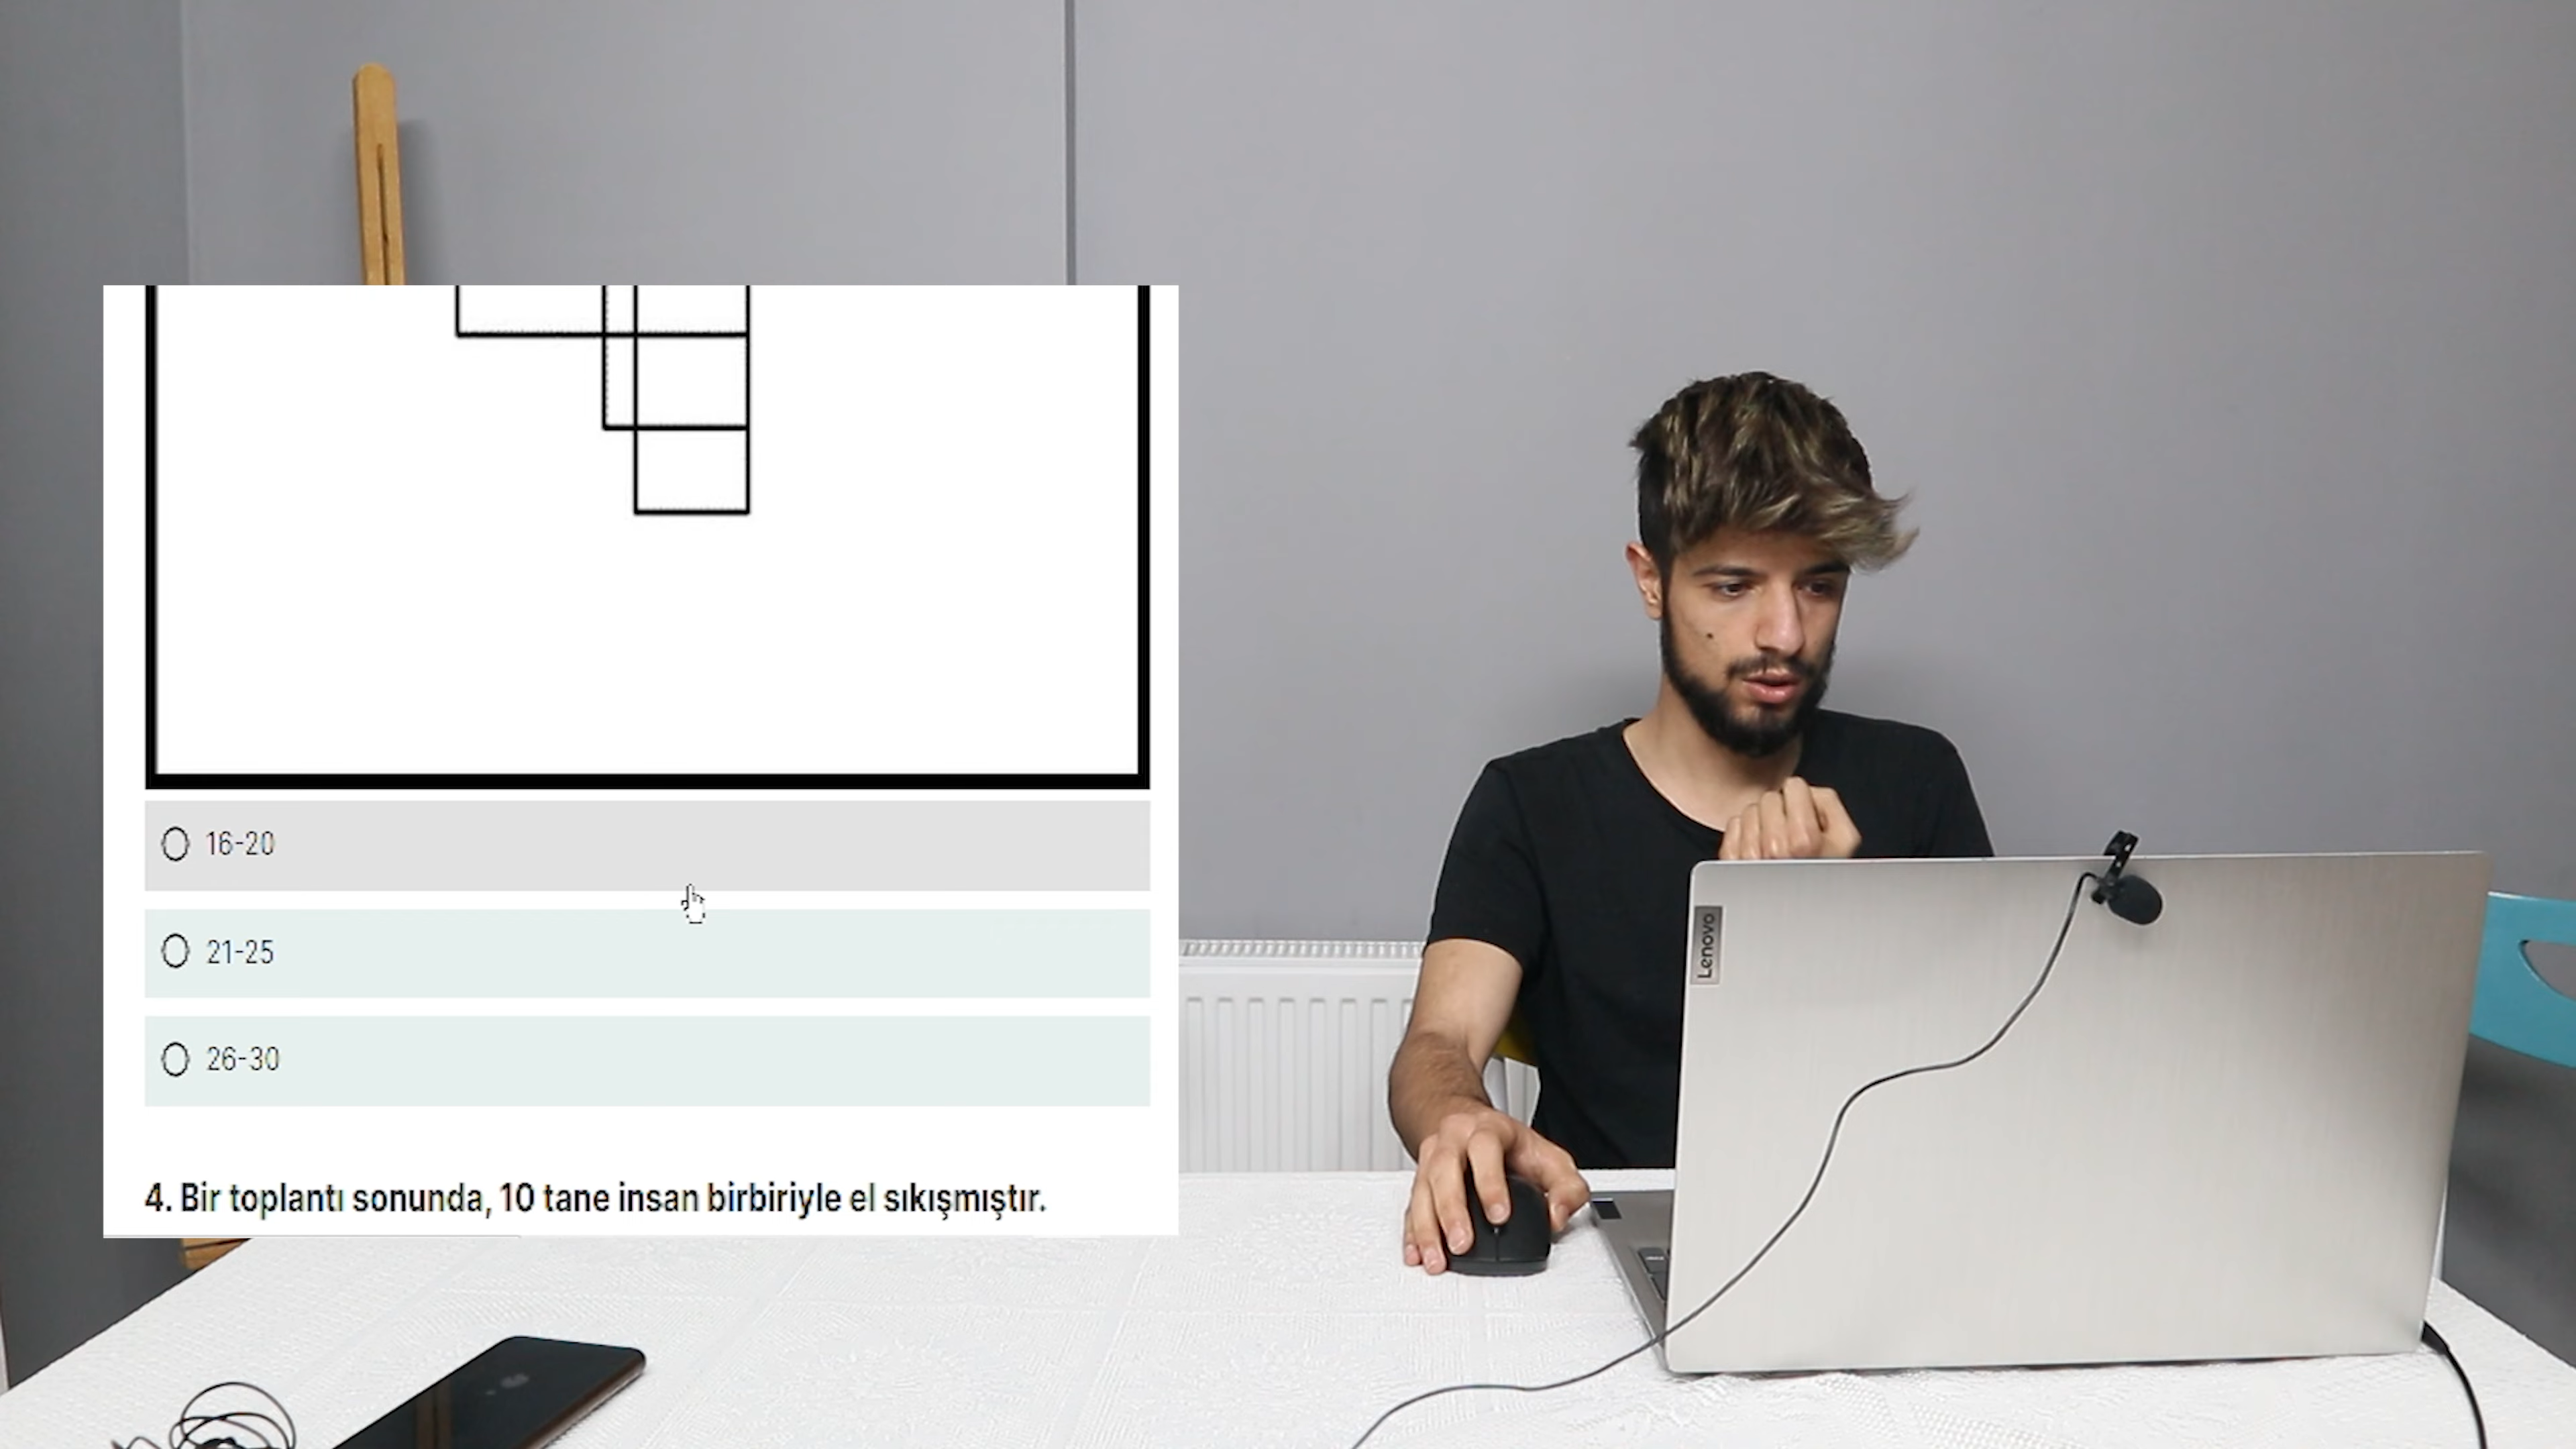 16-20
21-25
26-30
4. Bir toplantı sonunda, 10 tane insan birbiriyle el sıkışmıştır.
Lenovo